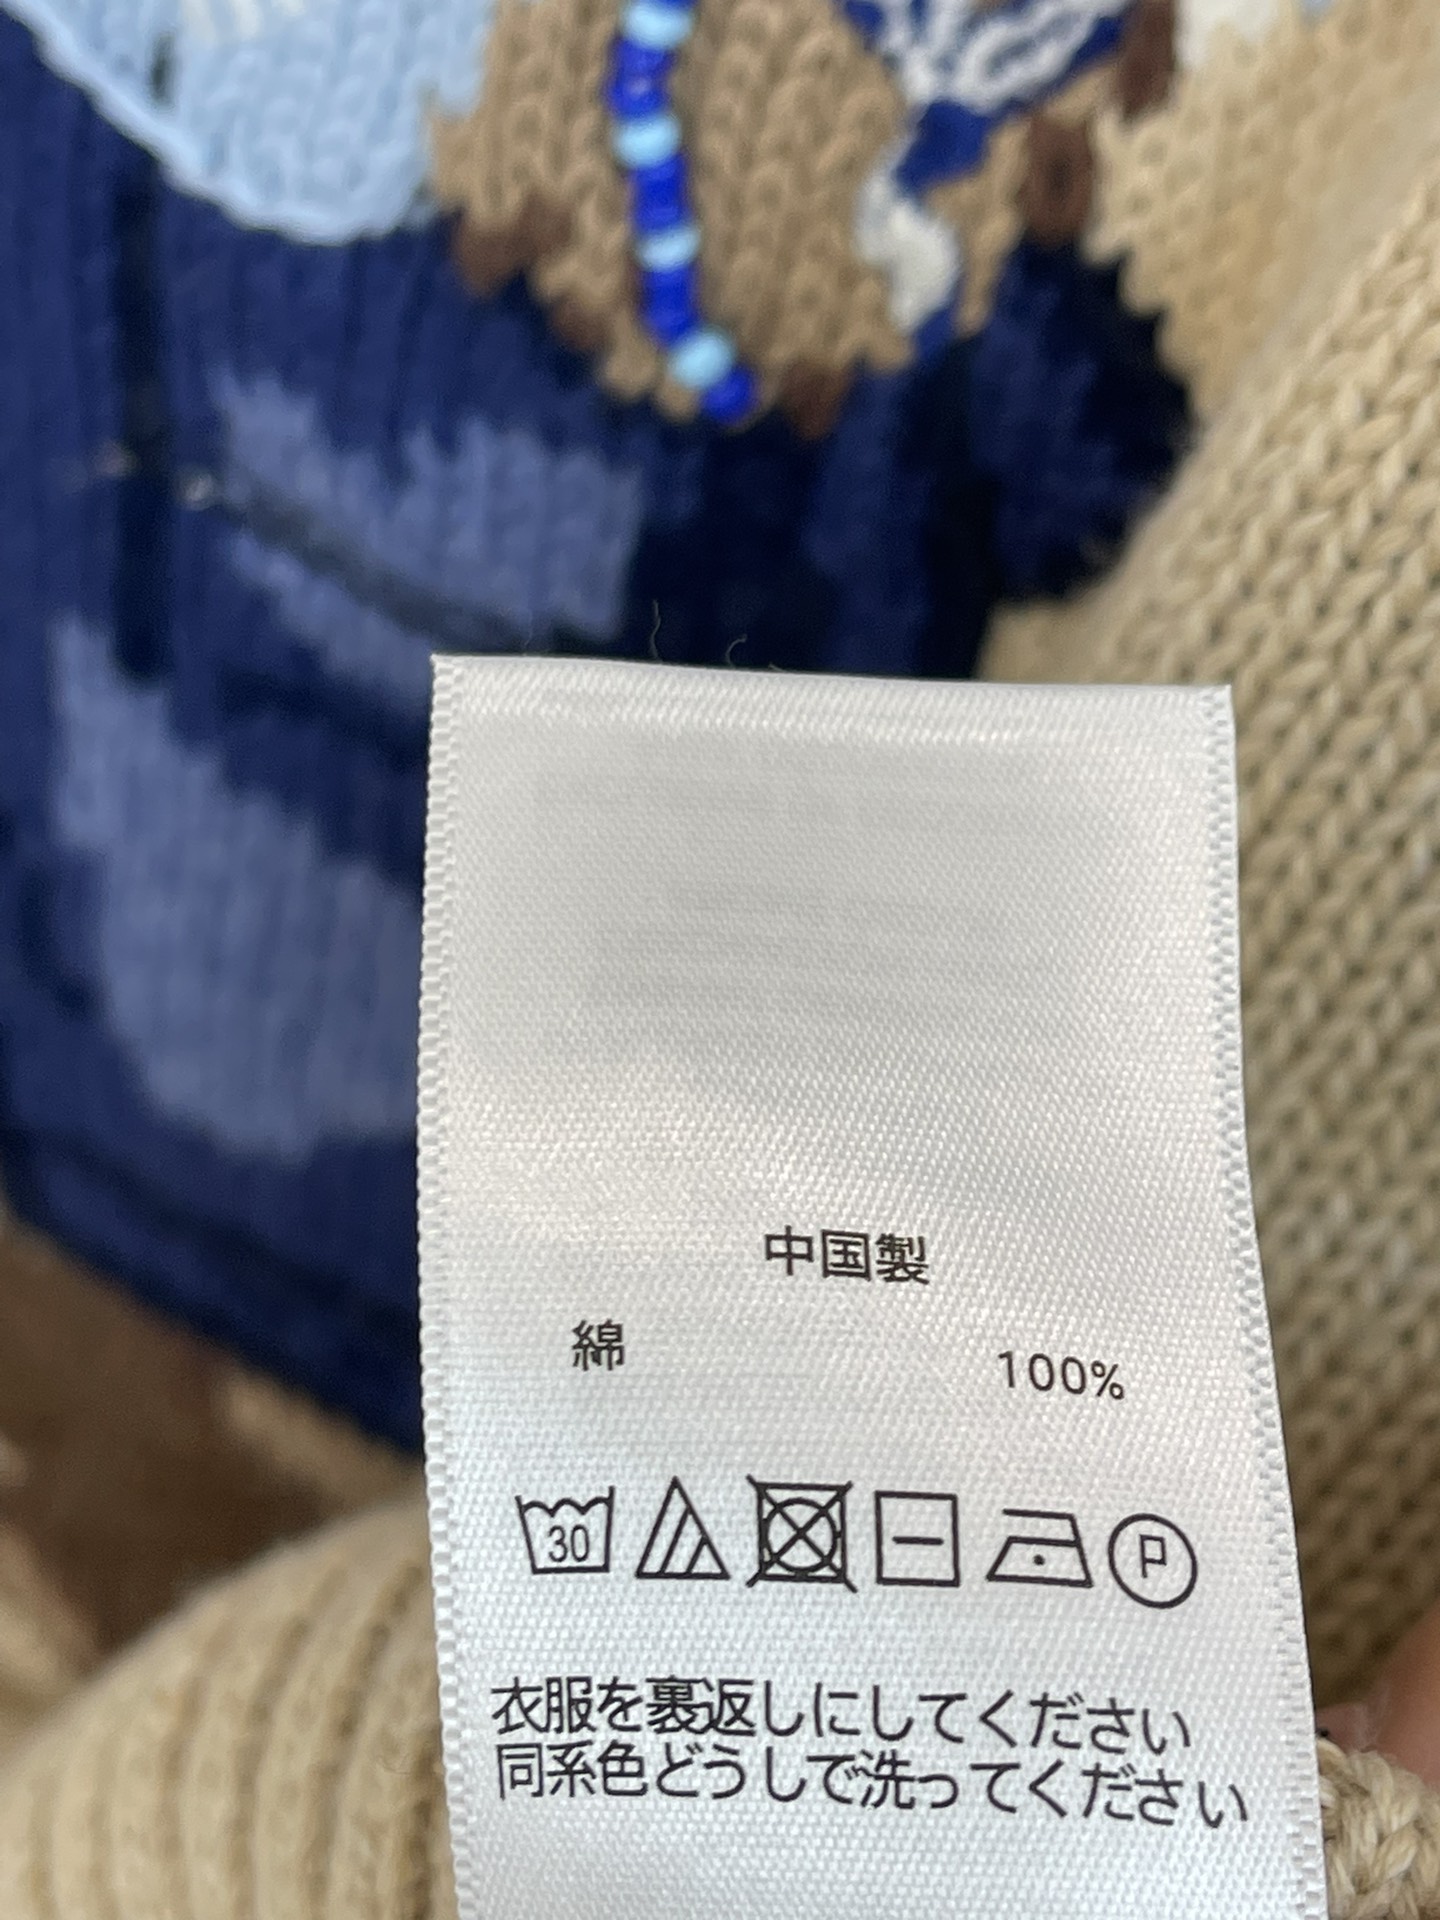 中国製
綿 100%
30 P
衣服を裏返しにしてください
同系色どうしで洗ってください